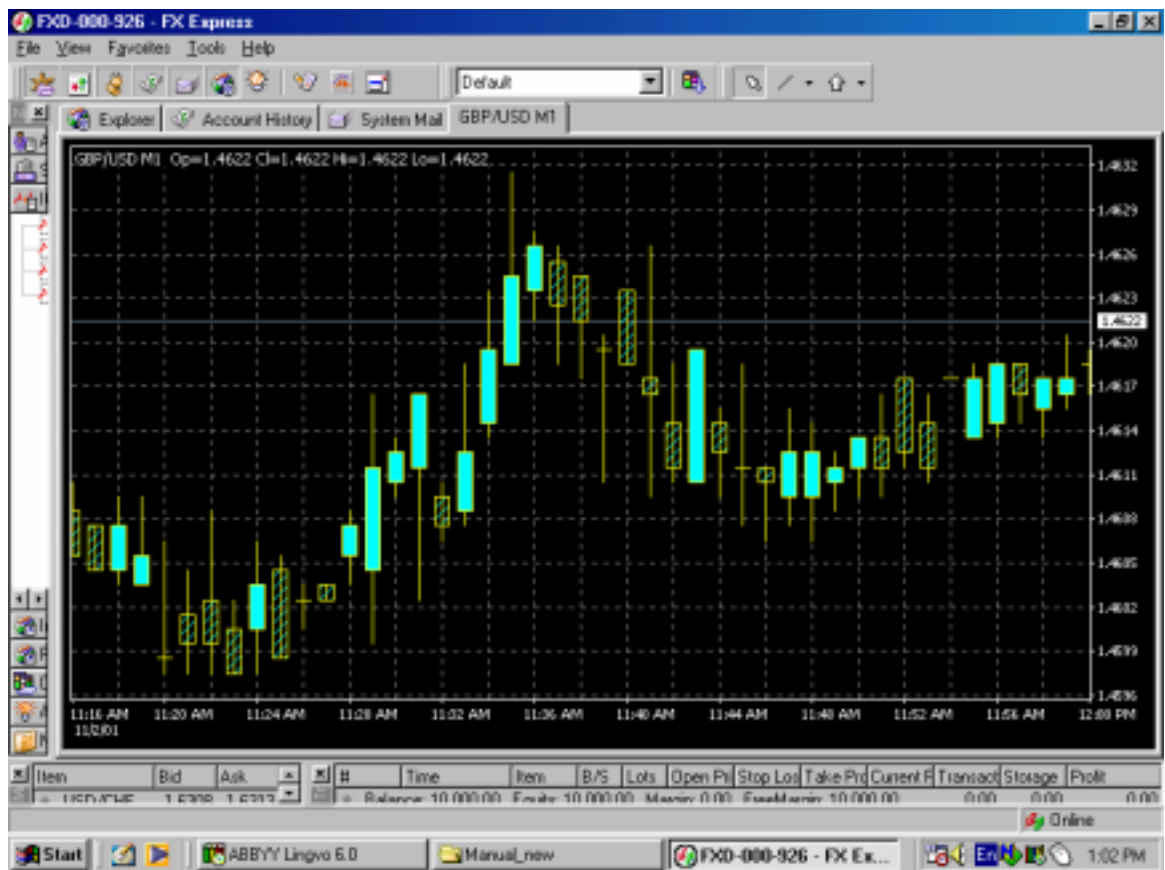 FXD-000-926 - FX Express
File View Favorites Tools Help
Default
Explorer Account History System Mail GBP/USD M1
GBP/USD M1 Op=1.4622 Cl=1.4622 Hi=1.4622 Lo=1.4622
1.4632
1.4629
1.4626
1.4623
1.4622
1.4620
1.4617
1.4614
1.4611
1.4608
1.4605
1.4602
1.4599
1.4596
11:16 AM 11:20 AM 11:24 AM 11:28 AM 11:32 AM 11:36 AM 11:40 AM 11:44 AM 11:48 AM 11:52 AM 11:56 AM 12:00 PM
11/2/01
Item Bid Ask # Time Item B/S Lots Open Pri Stop Los Take Pro Current P Transact Storage Profit
USD/CHF 1.6308 1.6313 Balance: 10 000.00 Equity: 10 000.00 Margin: 0.00 FreeMargin: 10 000.00 0.00 0.00 0.00
Online
Start ABBYY Lingvo 6.0 Manual_new FXD-000-926 - FX Ex... En 1:02 PM